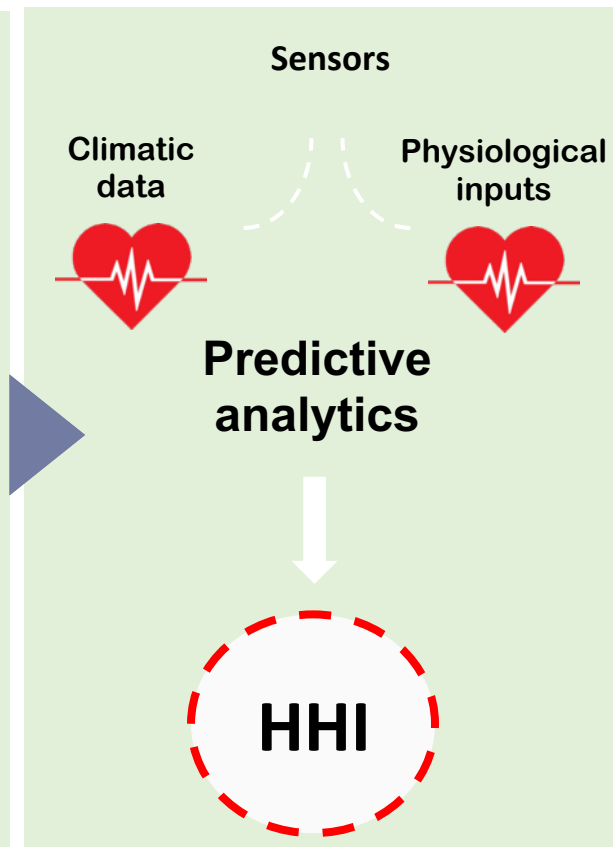 Sensors
Climatic
data
Physiological
inputs
Predictive
analytics
HHI